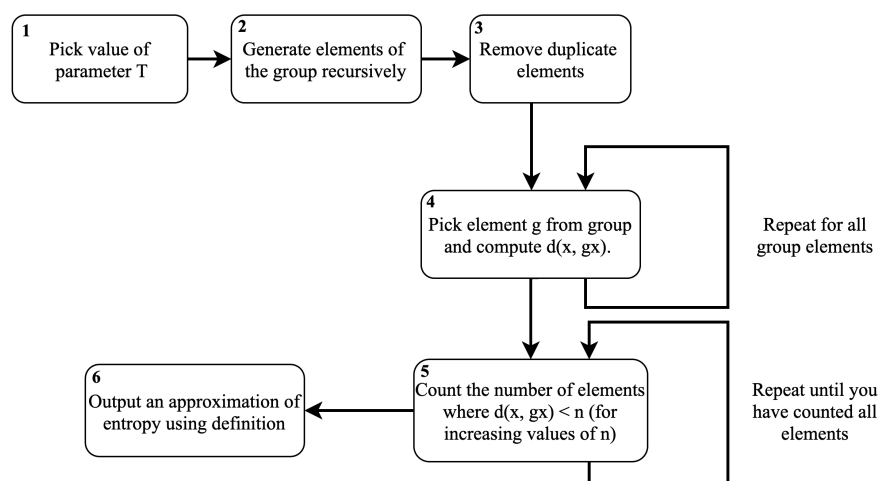 1
Pick value of
parameter T
2
Generate elements of
the group recursively
3
Remove duplicate
elements
4
Pick element g from group
and compute d(x, gx).
Repeat for all
group elements
5
Count the number of elements
where d(x, gx) < n (for
increasing values of n)
Repeat until you
have counted all
elements
6
Output an approximation of
entropy using definition